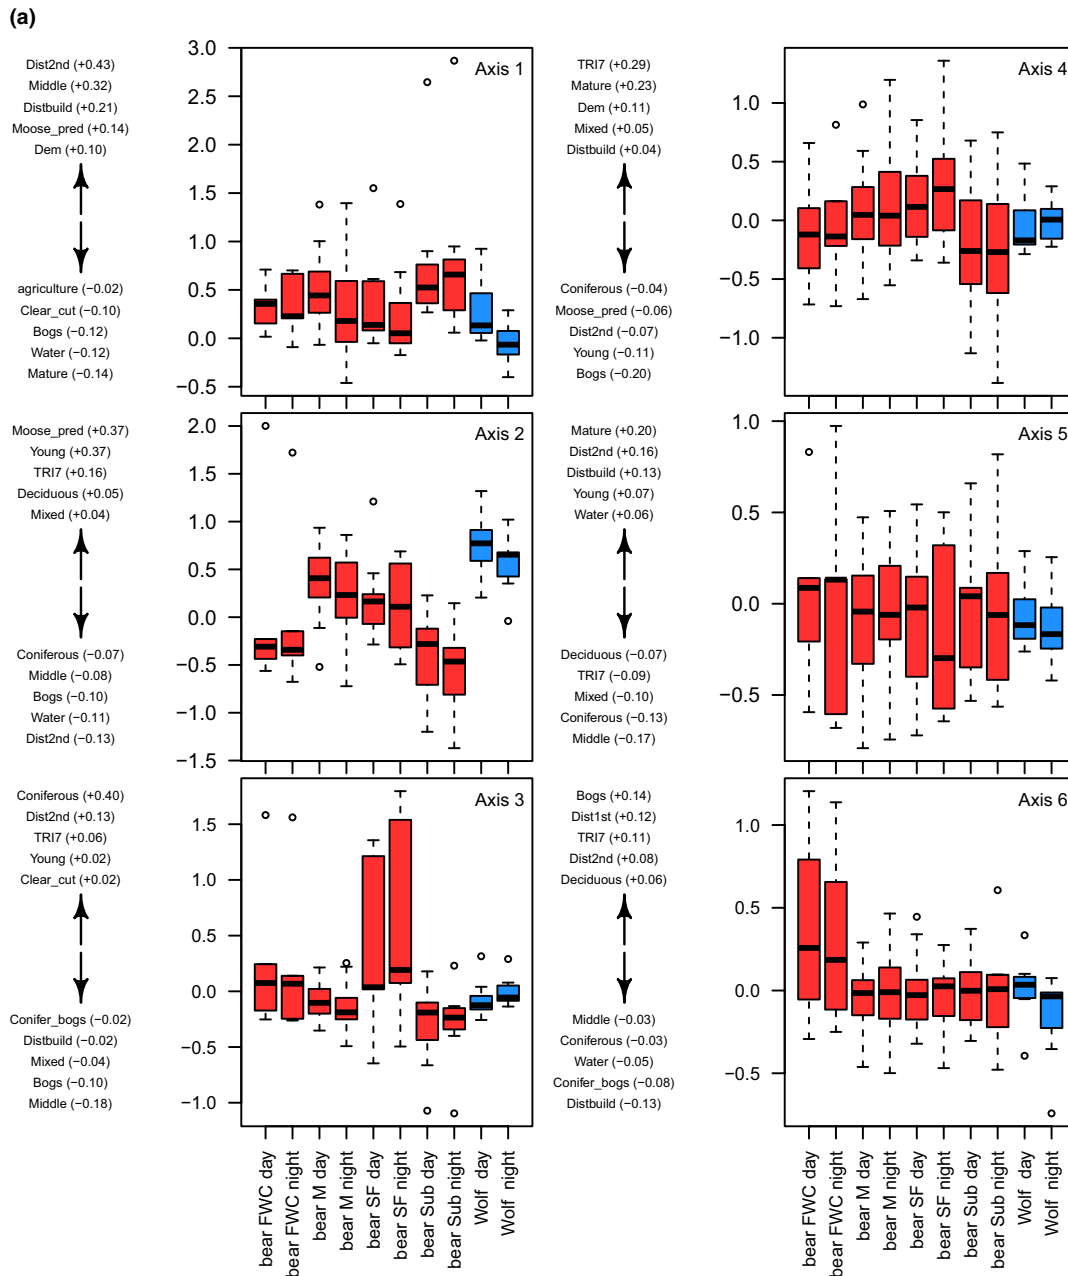 (a)
Dist2nd (+0.43)
Middle (+0.32)
Distbuild (+0.21)
Moose_pred (+0.14)
Dem (+0.10)
agriculture (−0.02)
Clear_cut (−0.10)
Bogs (−0.12)
Water (−0.12)
Mature (−0.14)
3.0
2.5
2.0
1.5
1.0
0.5
0.0
−0.5
Axis 1
TRI7 (+0.29)
Mature (+0.23)
Dem (+0.11)
Mixed (+0.05)
Distbuild (+0.04)
Coniferous (−0.04)
Moose_pred (−0.06)
Dist2nd (−0.07)
Young (−0.11)
Bogs (−0.20)
1.0
0.5
0.0
−0.5
−1.0
Axis 4
Moose_pred (+0.37)
Young (+0.37)
TRI7 (+0.16)
Deciduous (+0.05)
Mixed (+0.04)
Coniferous (−0.07)
Middle (−0.08)
Bogs (−0.10)
Water (−0.11)
Dist2nd (−0.13)
2.0
1.5
1.0
0.5
0.0
−0.5
−1.0
−1.5
Axis 2
Mature (+0.20)
Dist2nd (+0.16)
Distbuild (+0.13)
Young (+0.07)
Water (+0.06)
Deciduous (−0.07)
TRI7 (−0.09)
Mixed (−0.10)
Coniferous (−0.13)
Middle (−0.17)
1.0
0.5
0.0
−0.5
Axis 5
Coniferous (+0.40)
Dist2nd (+0.13)
TRI7 (+0.06)
Young (+0.02)
Clear_cut (+0.02)
Conifer_bogs (−0.02)
Distbuild (−0.02)
Mixed (−0.04)
Bogs (−0.10)
Middle (−0.18)
1.5
1.0
0.5
0.0
−0.5
−1.0
Axis 3
Bogs (+0.14)
Dist1st (+0.12)
TRI7 (+0.11)
Dist2nd (+0.08)
Deciduous (+0.06)
Middle (−0.03)
Coniferous (−0.03)
Water (−0.05)
Conifer_bogs (−0.08)
Distbuild (−0.13)
1.0
0.5
0.0
−0.5
Axis 6
bear FWC day
bear FWC night
bear M day
bear M night
bear SF day
bear SF night
bear Sub day
bear Sub night
Wolf day
Wolf night
bear FWC day
bear FWC night
bear M day
bear M night
bear SF day
bear SF night
bear Sub day
bear Sub night
Wolf day
Wolf night